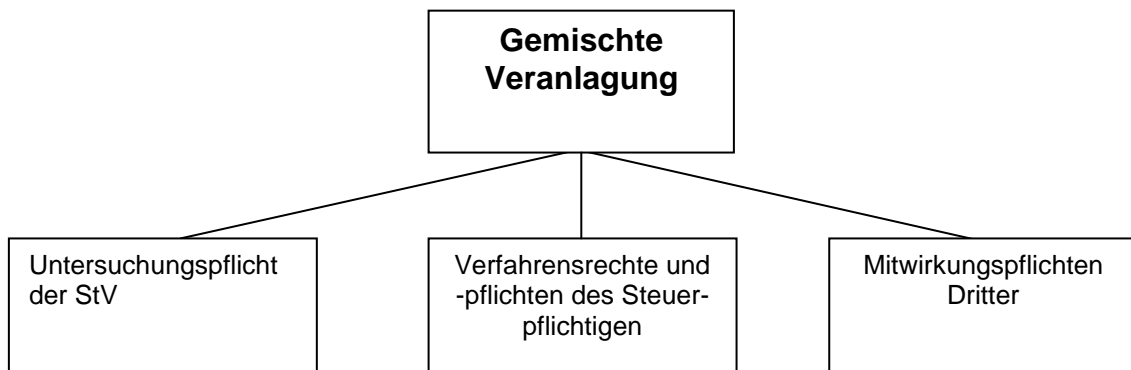 Gemischte
Veranlagung
Untersuchungspflicht
der StV
Verfahrensrechte und
-pflichten des Steuer-
pflichtigen
Mitwirkungspflichten
Dritter